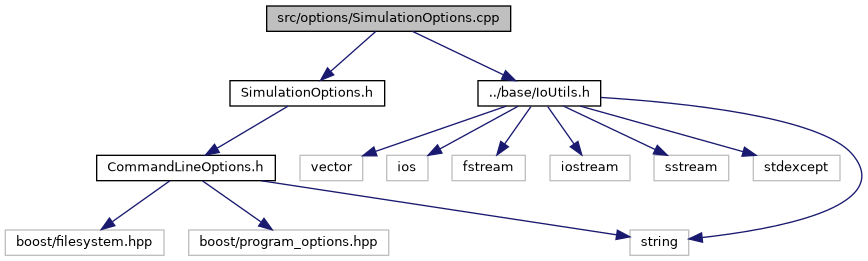 src/options/SimulationOptions.cpp
SimulationOptions.h
../base/IoUtils.h
CommandLineOptions.h
vector
ios
fstream
iostream
sstream
stdexcept
boost/filesystem.hpp
boost/program_options.hpp
string